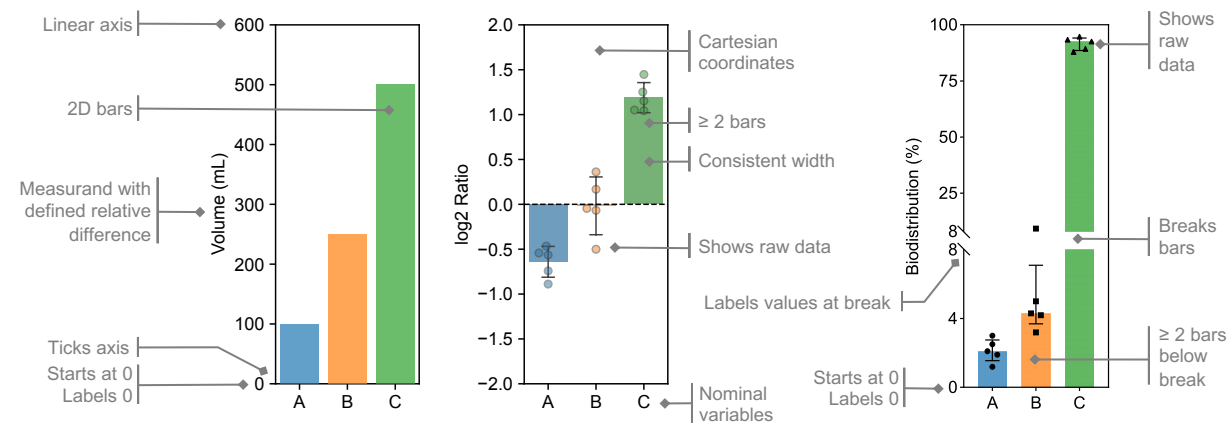 Linear axis
2D bars
Measurand with
defined relative
difference
Ticks axis
Starts at 0
Labels 0
Volume (mL)
600
500
400
300
200
100
0
A B C
log2 Ratio
2.0
1.5
1.0
0.5
0.0
−0.5
−1.0
−1.5
−2.0
A B C
Cartesian
coordinates
≥ 2 bars
Consistent width
Shows raw data
Nominal
variables
Labels values at break
Starts at 0
Labels 0
Biodistribution (%)
100
75
50
25
8
8
4
0
A B C
Shows
raw
data
Breaks
bars
≥ 2 bars
below
break